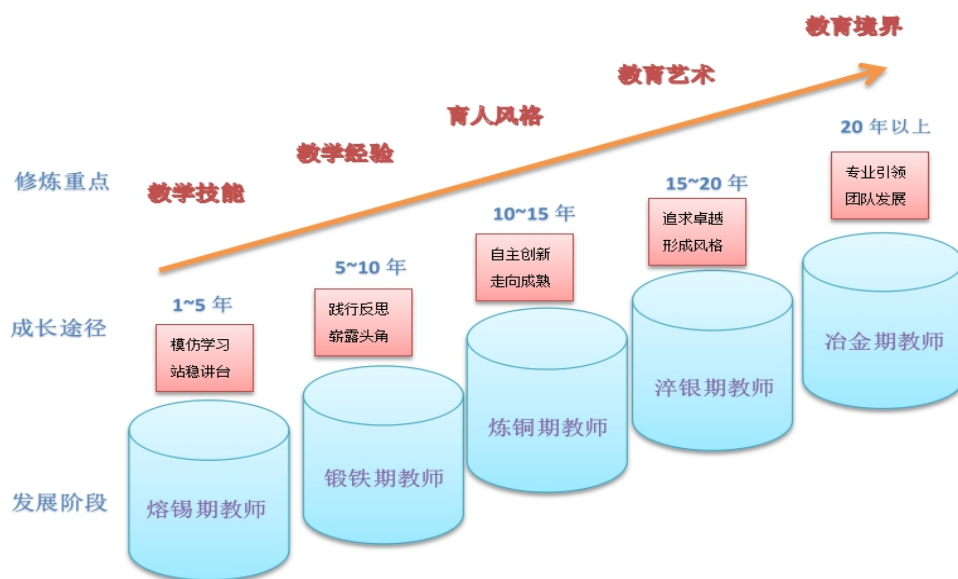 教育境界
教育艺术
育人风格
教学经验
教学技能
修炼重点
20 年以上
15~20 年
10~15 年
5~10 年
1~5 年
成长途径
专业引领
团队发展
追求卓越
形成风格
自主创新
走向成熟
践行反思
崭露头角
模仿学习
站稳讲台
发展阶段
熔锡期教师
锻铁期教师
炼铜期教师
淬银期教师
冶金期教师